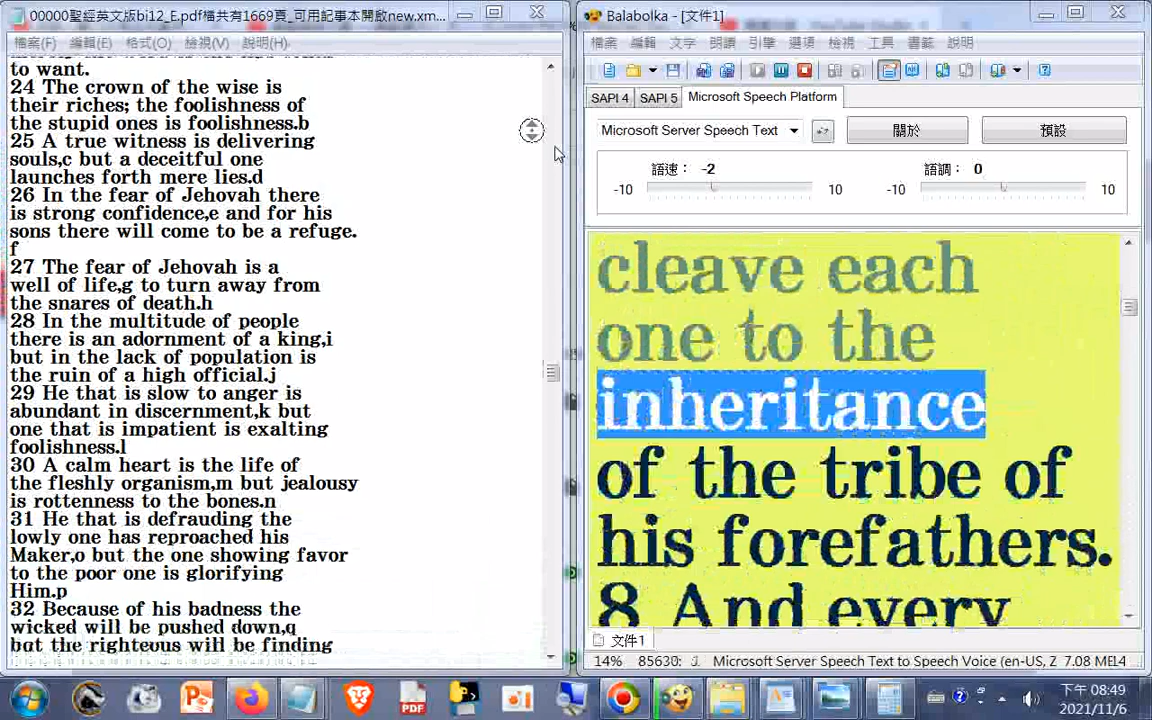 00000聖經英文版bi12_E.pdf檔共有1669頁_可用記事本開啟new.xm...
檔案(F) 編輯(E) 格式(O) 檢視(V) 說明(H)
to want.
24 The crown of the wise is
their riches; the foolishness of
the stupid ones is foolishness.b
25 A true witness is delivering
souls,c but a deceitful one
launches forth mere lies.d
26 In the fear of Jehovah there
is strong confidence,e and for his
sons there will come to be a refuge.
f
27 The fear of Jehovah is a
well of life,g to turn away from
the snares of death.h
28 In the multitude of people
there is an adornment of a king,i
but in the lack of population is
the ruin of a high official.j
29 He that is slow to anger is
abundant in discernment,k but
one that is impatient is exalting
foolishness.l
30 A calm heart is the life of
the fleshly organism,m but jealousy
is rottenness to the bones.n
31 He that is defrauding the
lowly one has reproached his
Maker,o but the one showing favor
to the poor one is glorifying
Him.p
32 Because of his badness the
wicked will be pushed down,q
but the righteous will be finding
Balabolka - [文件1]
檔案 編輯 文字 朗讀 引擎 選項 檢視 工具 書籤 說明
SAPI 4 SAPI 5 Microsoft Speech Platform
Microsoft Server Speech Text 關於 預設
語速： -2 語調： 0
-10 10 -10 10
cleave each
one to the
inheritance
of the tribe of
his forefathers.
8 And every
文件1
14% 85630: Microsoft Server Speech Text to Speech Voice (en-US, Z 7.08 ME
PDF
下午 08:49
2021/11/6